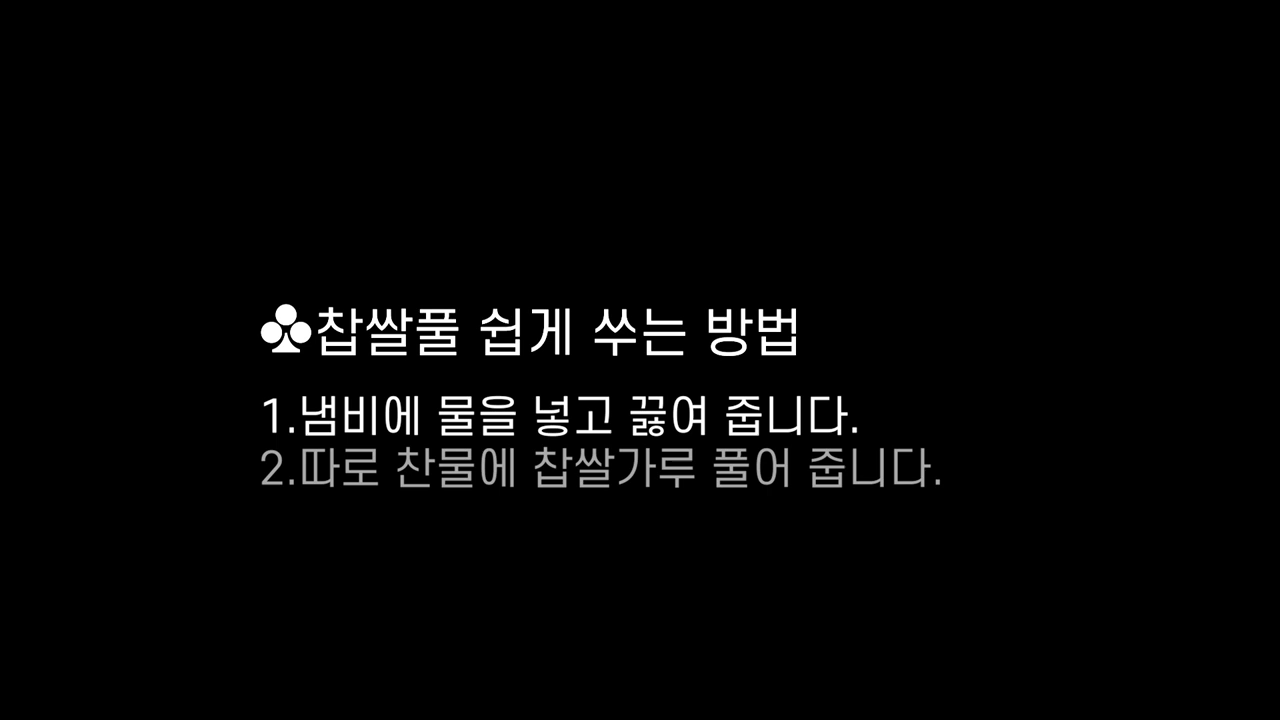 ♣찹쌀풀 쉽게 쑤는 방법
1.냄비에 물을 넣고 끓여 줍니다.
2.따로 찬물에 찹쌀가루 풀어 줍니다.